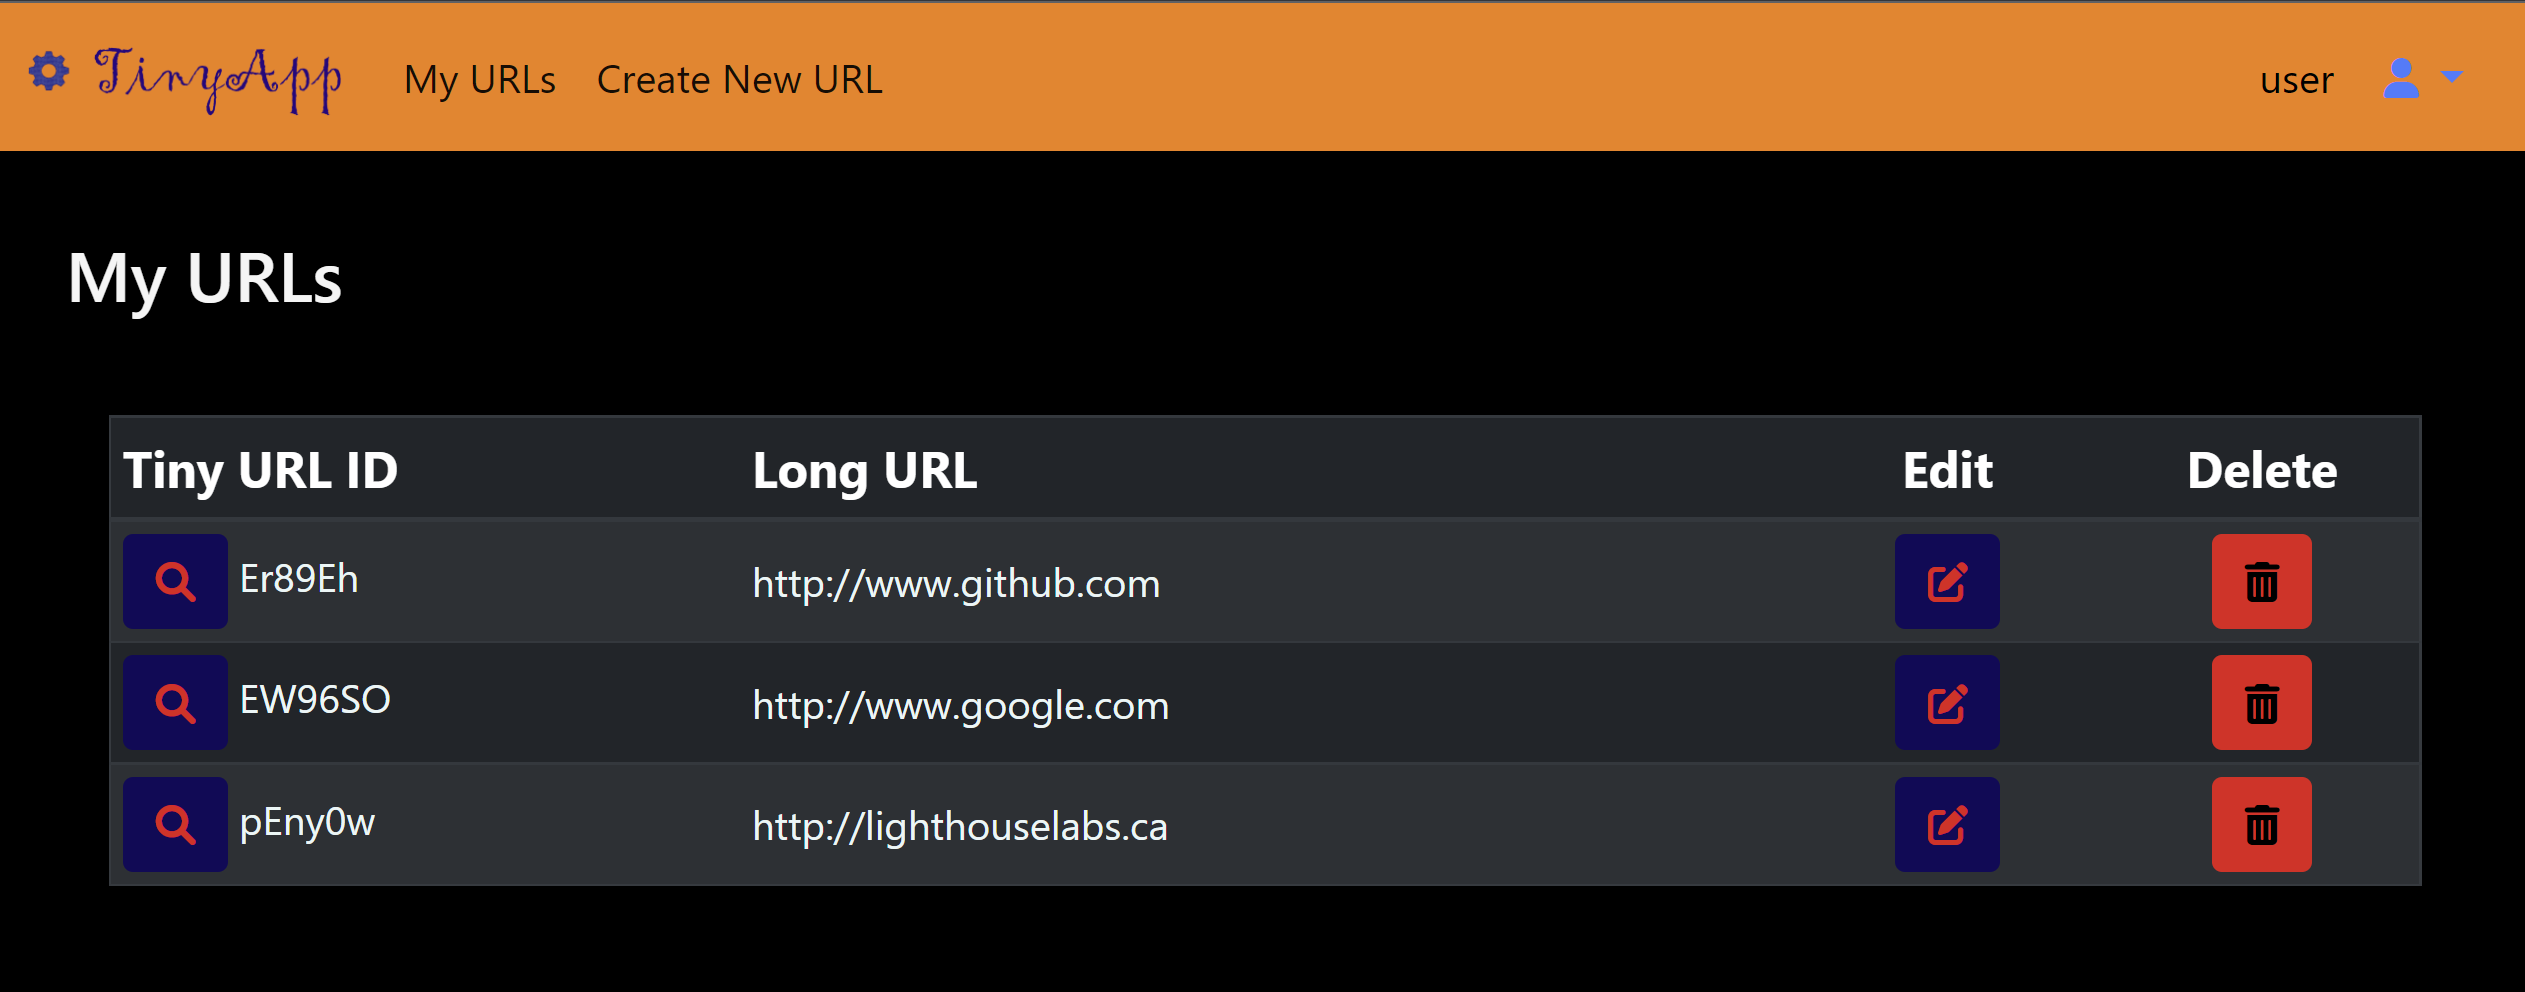 TinyApp My URLs Create New URL user
My URLs
Tiny URL ID Long URL Edit Delete
Er89Eh http://www.github.com
EW96SO http://www.google.com
pEny0w http://lighthouselabs.ca